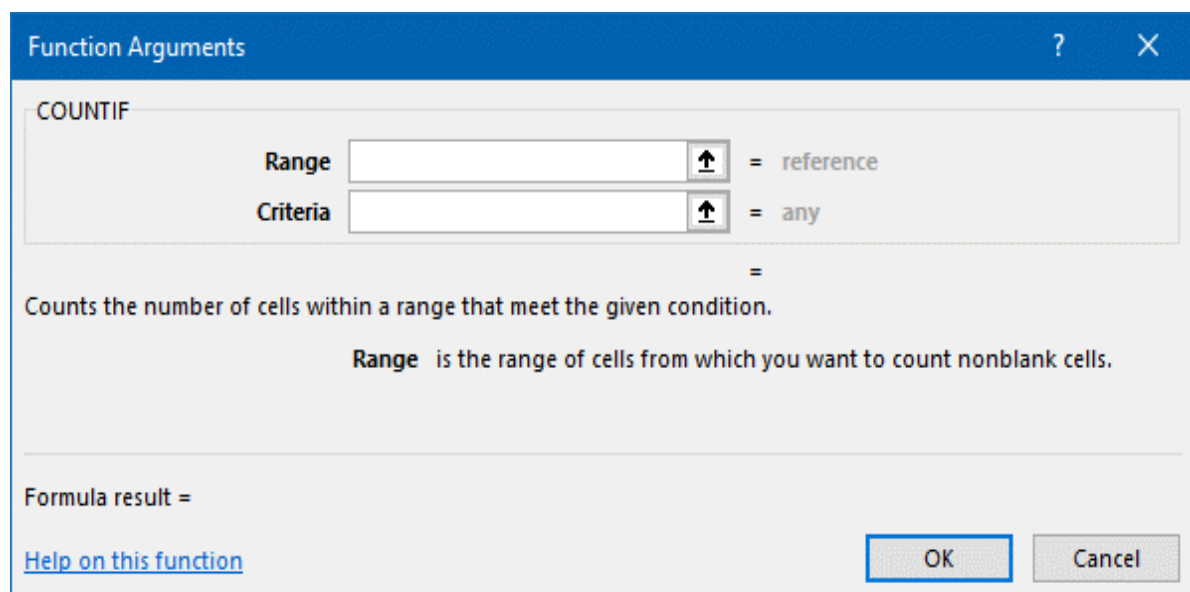 Function Arguments ? ×
COUNTIF
Range = reference
Criteria = any
=
Counts the number of cells within a range that meet the given condition.
Range is the range of cells from which you want to count nonblank cells.
Formula result =
Help on this function OK Cancel